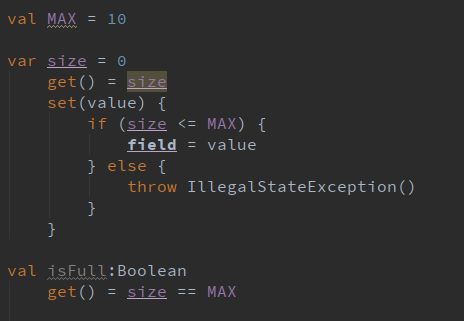 val MAX = 10
var size = 0
get() = size
set(value) {
if (size <= MAX) {
field = value
} else {
throw IllegalStateException()
}
}
val isFull:Boolean
get() = size == MAX